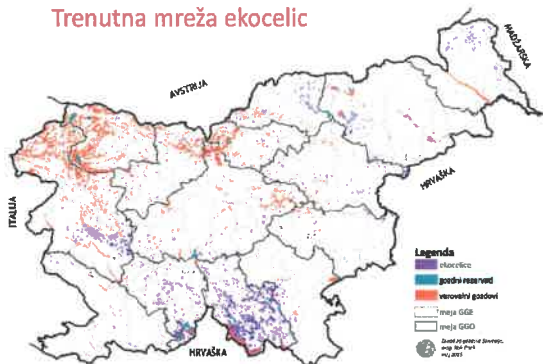 Trenutna mreža ekocelic
MADŽARSKA
AVSTRIJA
HRVAŠKA
ITALIJA
Legenda
ekocelice
gozdni rezervati
varovalni gozdovi
meja GGE
meja GGO
HRVAŠKA